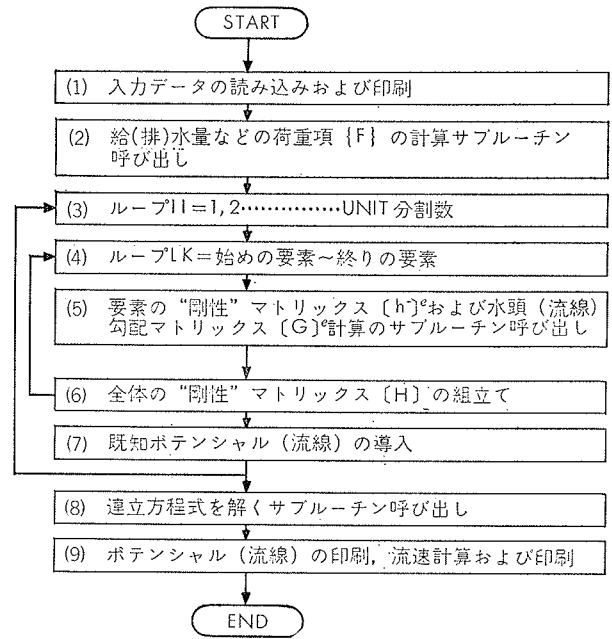 START
(1) 入力データの読み込みおよび印刷
(2) 給(排)水量などの荷重項 {F} の計算サブルーチン
呼び出し
(3) ループII=1, 2……………UNIT分割数
(4) ループLK=始めの要素~終りの要素
(5) 要素の“剛性”マトリックス〔h〕ᵉおよび水頭(流線)
勾配マトリックス〔G〕ᵉ計算のサブルーチン呼び出し
(6) 全体の“剛性”マトリックス〔H〕の組立て
(7) 既知ポテンシャル(流線)の導入
(8) 連立方程式を解くサブルーチン呼び出し
(9) ポテンシャル(流線)の印刷, 流速計算および印刷
END